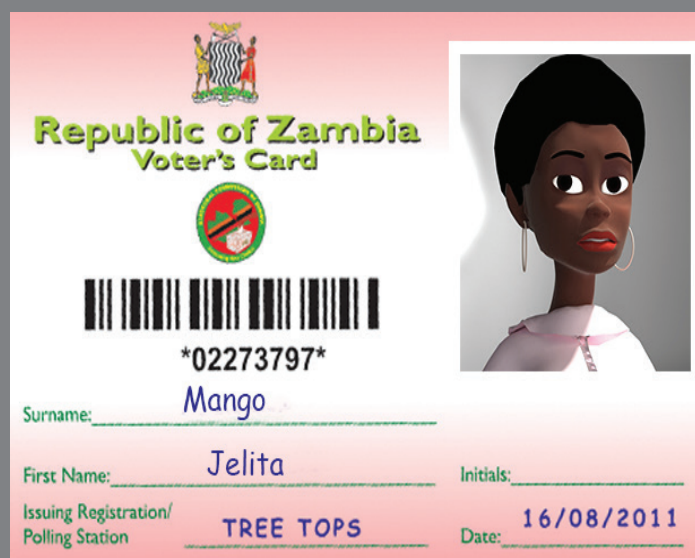 Republic of Zambia
Voter's Card
*02273797*
Surname: Mango
First Name: Jelita
Initials:
Issuing Registration/
Polling Station TREE TOPS
Date: 16/08/2011